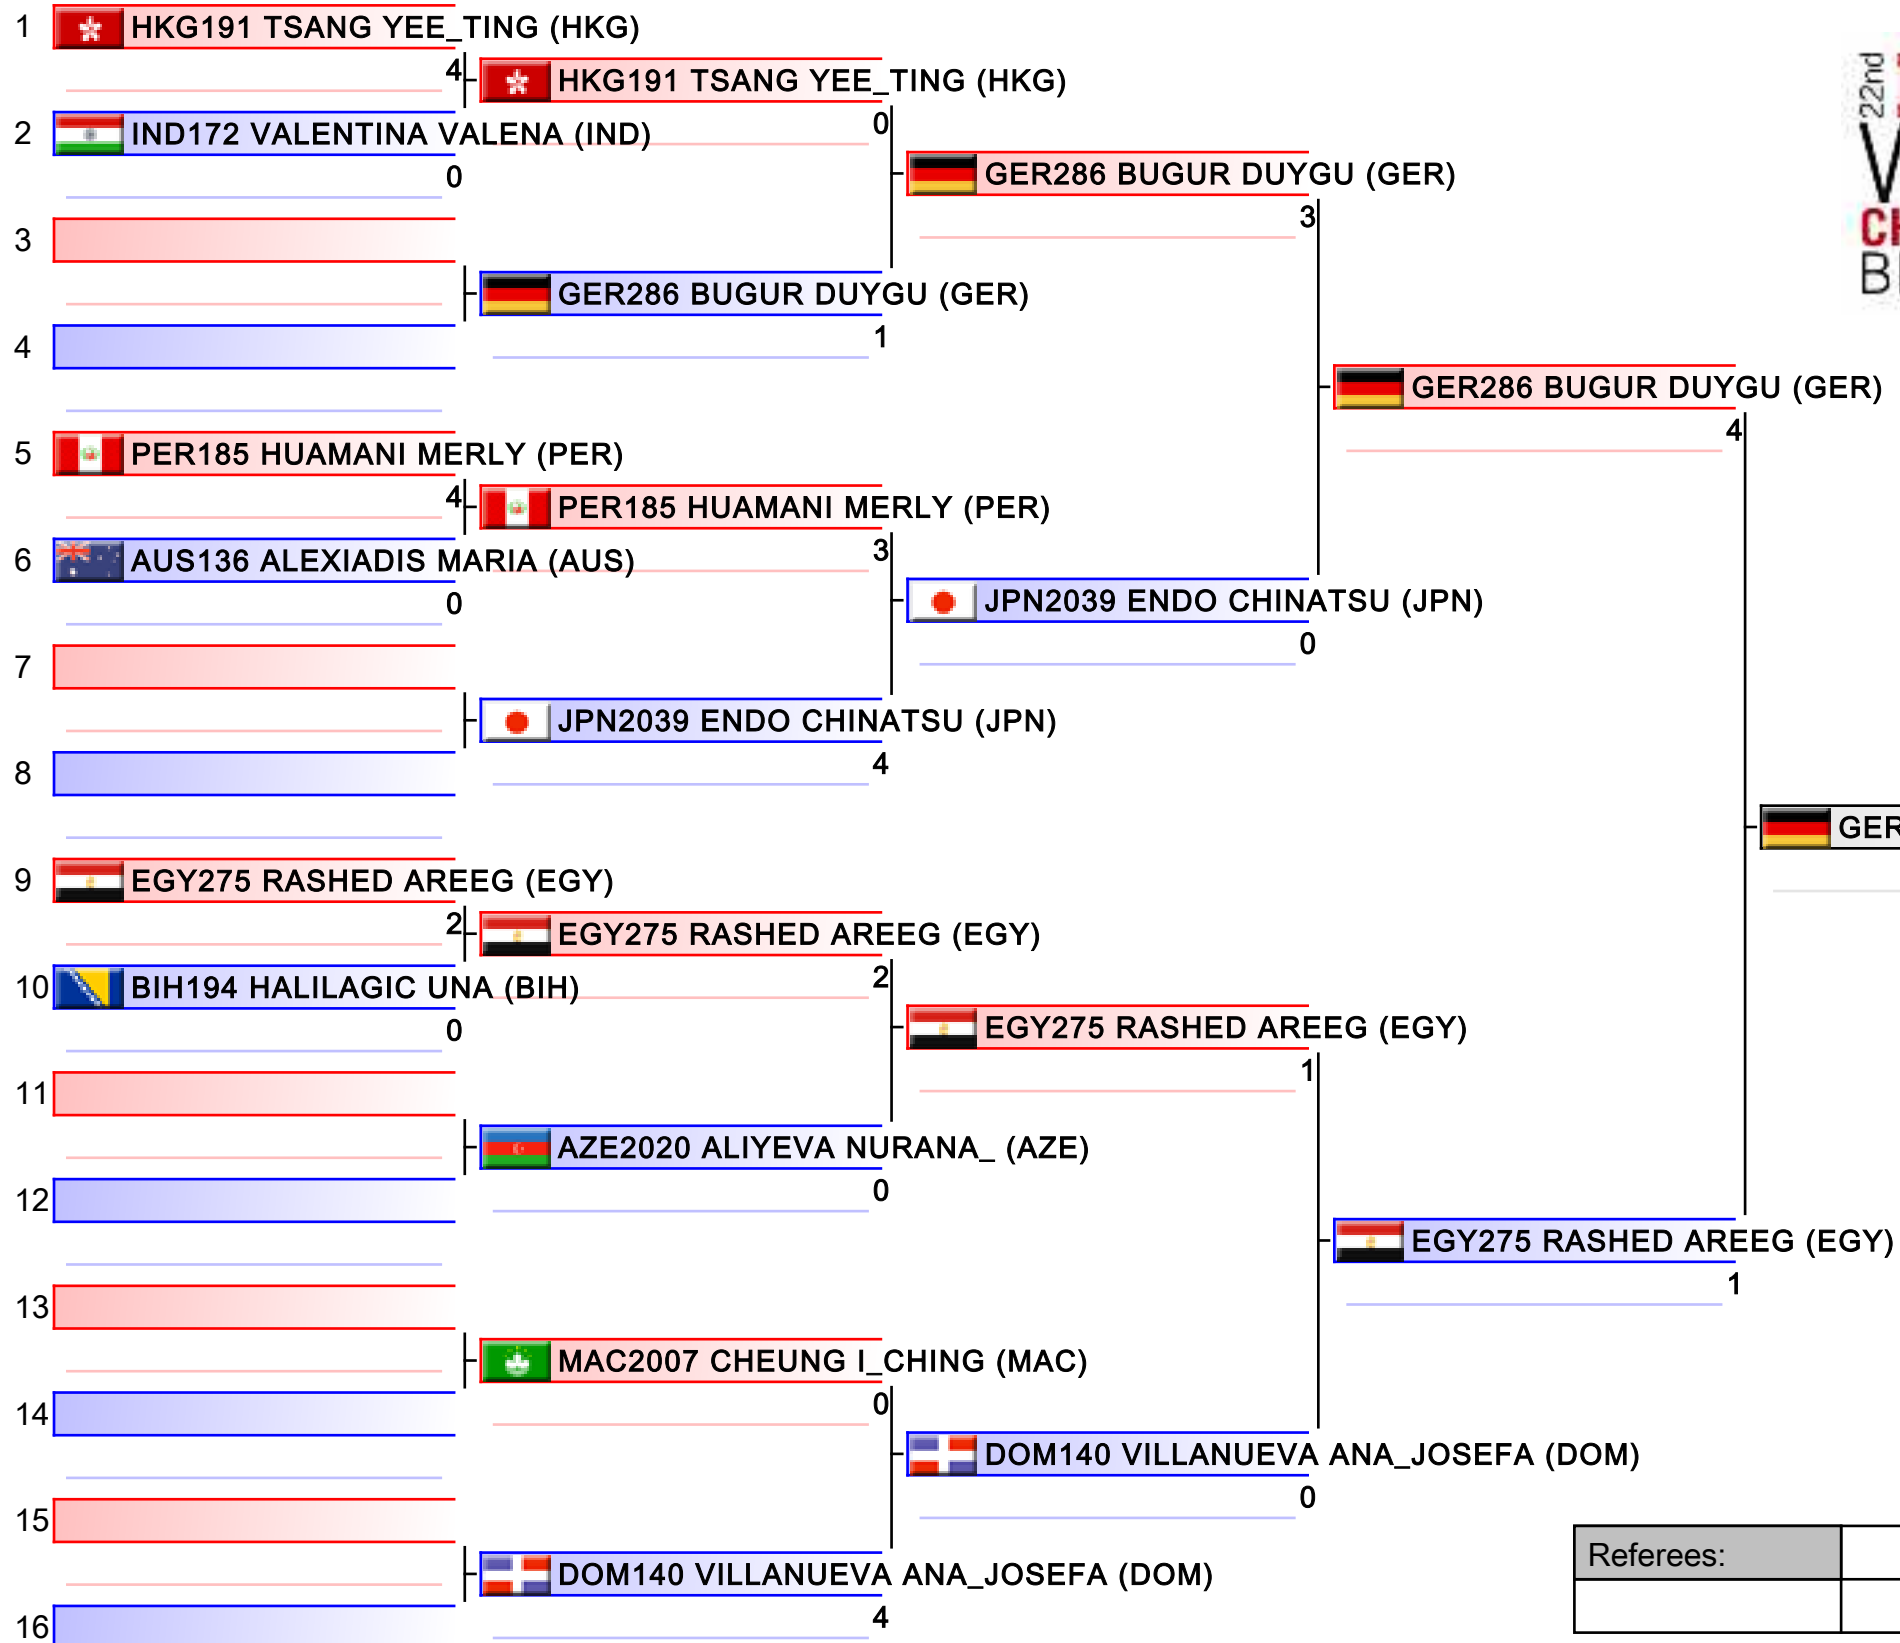 1 HKG191 TSANG YEE_TING (HKG)
4 HKG191 TSANG YEE_TING (HKG)
22nd
2 IND172 VALENTINA VALENA (IND)
0
0
GER286 BUGUR DUYGU (GER)
3
3
CH
4
GER286 BUGUR DUYGU (GER)
1
GER286 BUGUR DUYGU (GER)
4
5 PER185 HUAMANI MERLY (PER)
4 PER185 HUAMANI MERLY (PER)
3
6 AUS136 ALEXIADIS MARIA (AUS)
0
JPN2039 ENDO CHINATSU (JPN)
0
7
JPN2039 ENDO CHINATSU (JPN)
4
8
GER
9 EGY275 RASHED AREEG (EGY)
2 EGY275 RASHED AREEG (EGY)
2
10 BIH194 HALILAGIC UNA (BIH)
0
EGY275 RASHED AREEG (EGY)
1
11
AZE2020 ALIYEVA NURANA_ (AZE)
0
12
EGY275 RASHED AREEG (EGY)
1
13
MAC2007 CHEUNG I_CHING (MAC)
0
14
DOM140 VILLANUEVA ANA_JOSEFA (DOM)
0
15
DOM140 VILLANUEVA ANA_JOSEFA (DOM)
4
16
Referees: